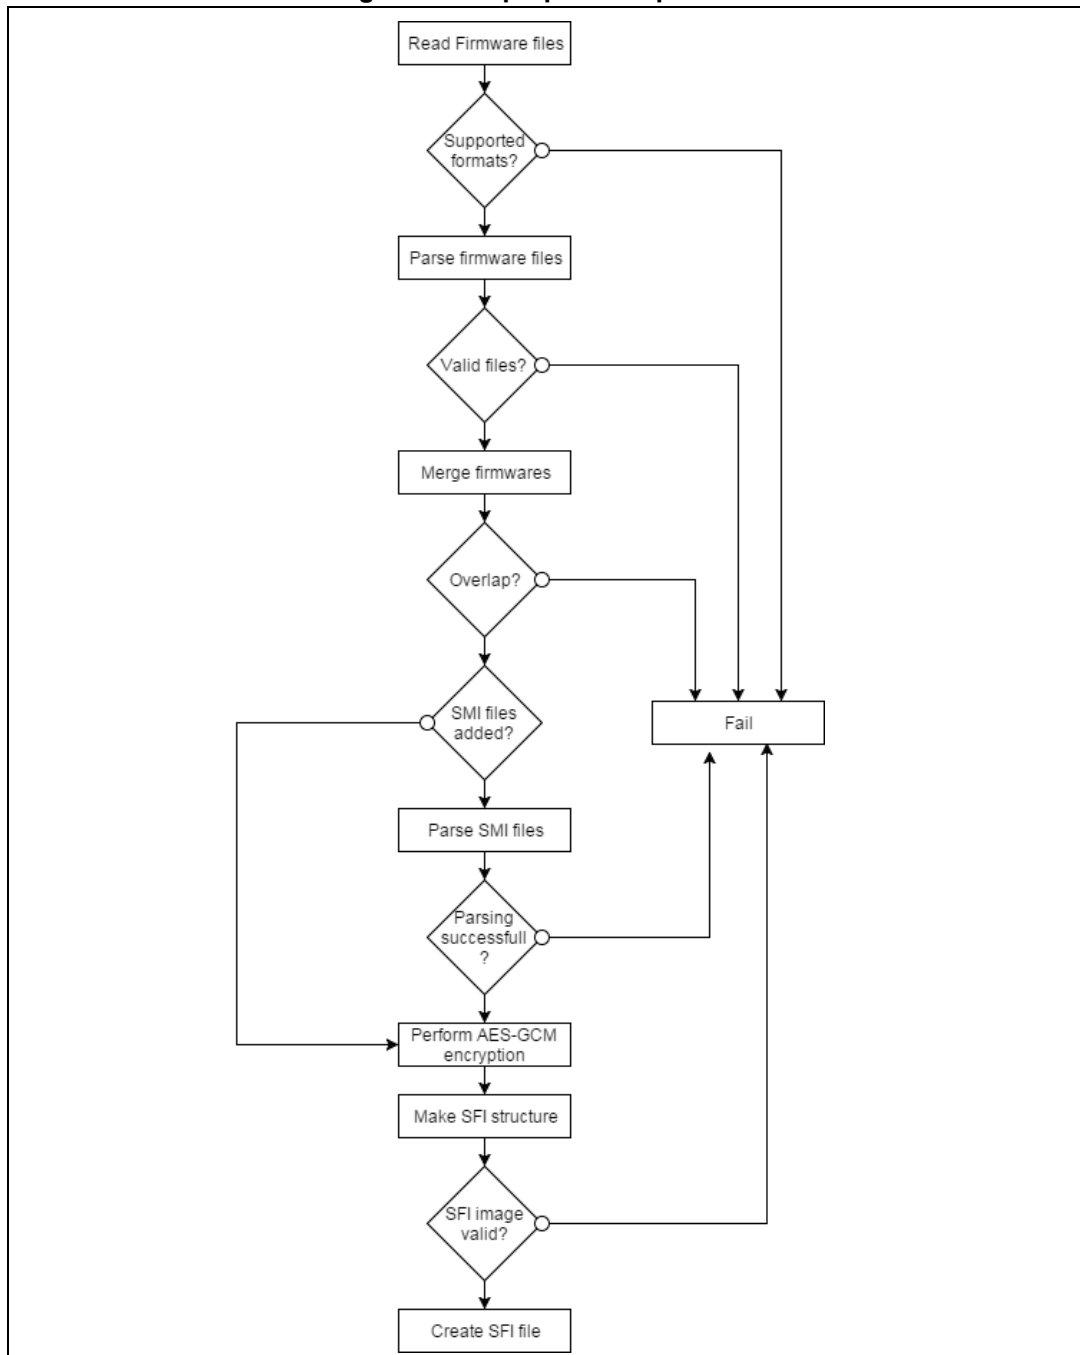 Read Firmware files
Supported
formats?
Parse firmware files
Valid files?
Merge firmwares
Overlap?
SMI files
added?
Fail
Parse SMI files
Parsing
successfull
?
Perform AES-GCM
encryption
Make SFI structure
SFI image
valid?
Create SFI file